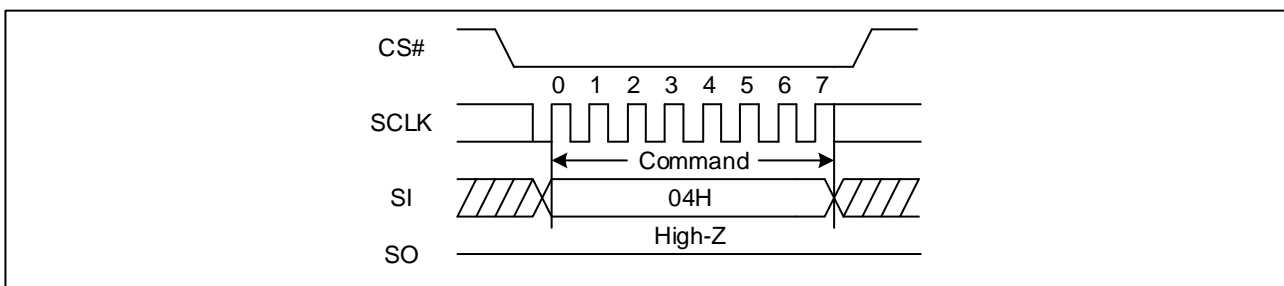 CS#
0 1 2 3 4 5 6 7
SCLK
Command
SI
04H
High-Z
SO